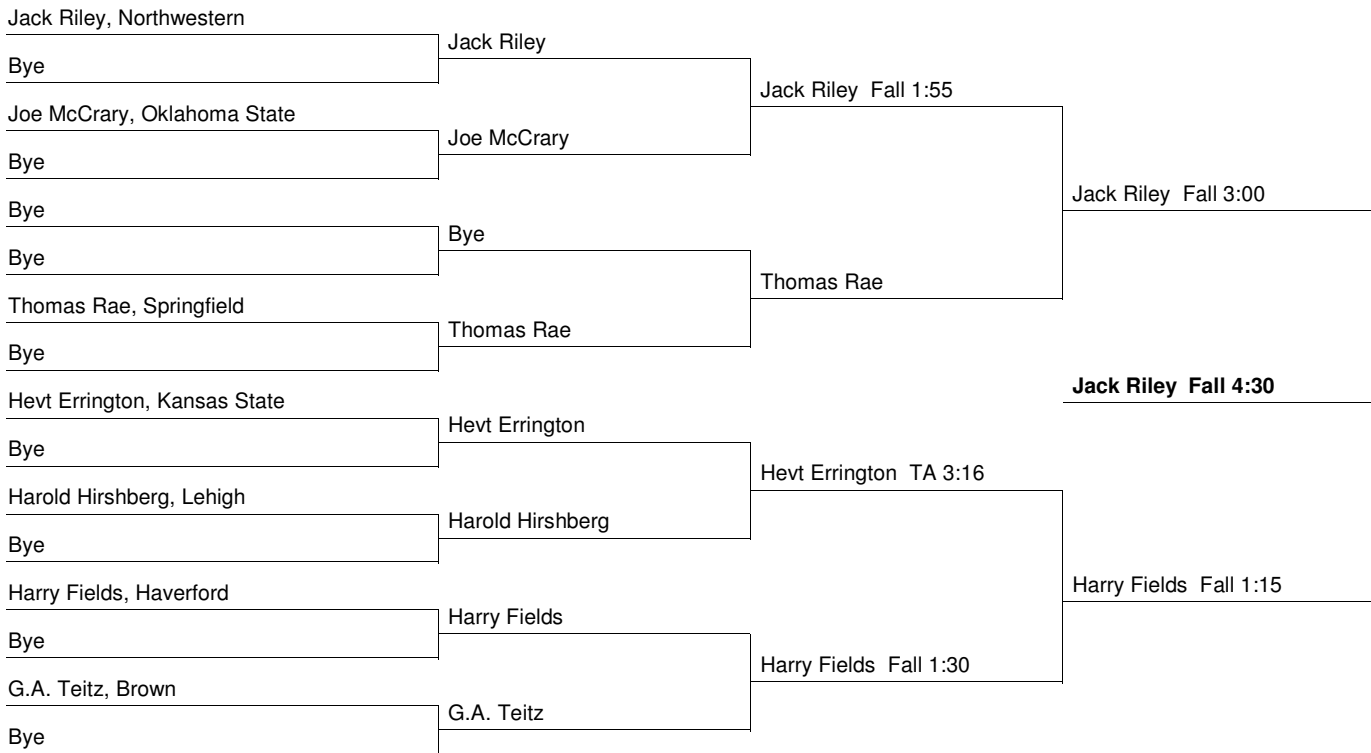 Jack Riley, Northwestern
Bye
Joe McCrary, Oklahoma State
Bye
Bye
Bye
Thomas Rae, Springfield
Bye
Hevt Errington, Kansas State
Bye
Harold Hirshberg, Lehigh
Bye
Harry Fields, Haverford
Bye
G.A. Teitz, Brown
Bye
Jack Riley
Joe McCrary
Bye
Thomas Rae
Hevt Errington
Harold Hirshberg
Harry Fields
G.A. Teitz
Jack Riley Fall 1:55
Thomas Rae
Hevt Errington TA 3:16
Harry Fields Fall 1:30
Jack Riley Fall 3:00
Jack Riley Fall 4:30
Harry Fields Fall 1:15